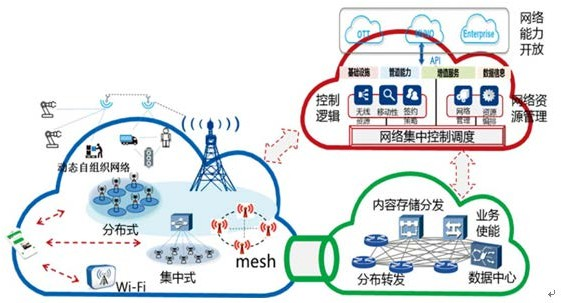 网络
能力
开放
OTT
Enterprise
API
基础设施
管道能力
增值服务
数据信息
控制
逻辑
无线
资源
移动性
签约
策略
网络
管理
资源
编排
网络资
源管理
网络集中控制调度
动态自组织网络
分布式
集中式
mesh
Wi-Fi
内容存储分发
业务
使能
分布转发
数据中心